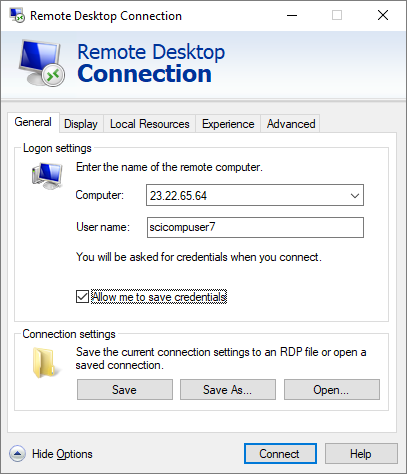 Remote Desktop Connection
Remote Desktop
Connection
General Display Local Resources Experience Advanced
Logon settings
Enter the name of the remote computer.
Computer: 23.22.65.64
User name: scicompuser7
You will be asked for credentials when you connect.
Allow me to save credentials
Connection settings
Save the current connection settings to an RDP file or open a
saved connection.
Save Save As... Open...
Hide Options Connect Help